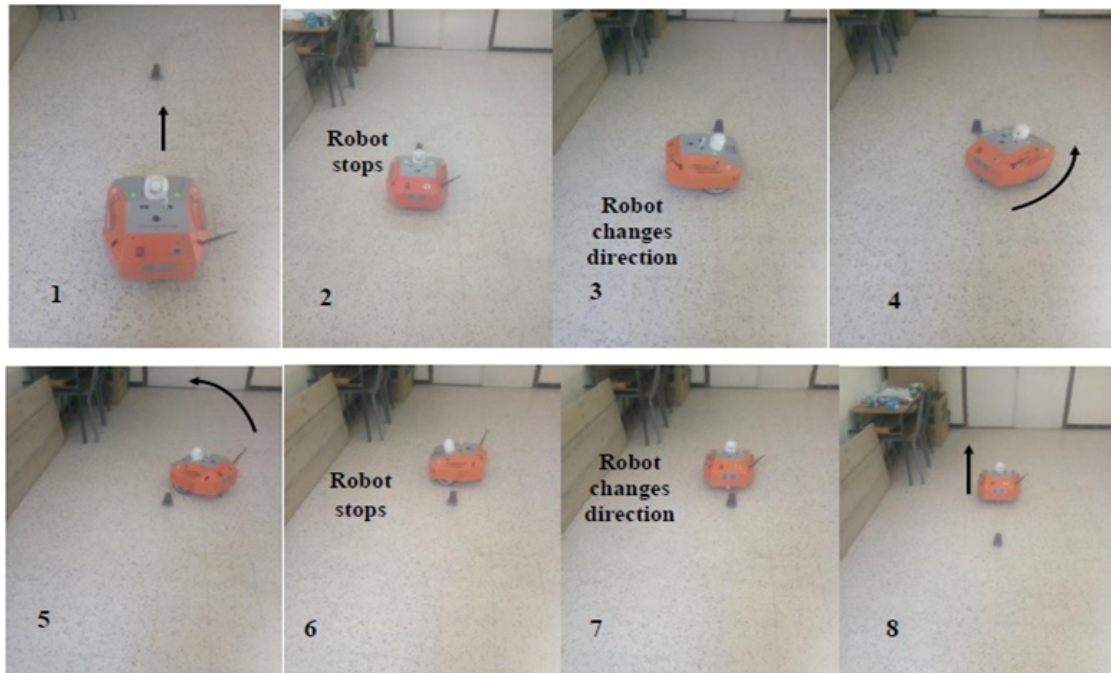 Robot
stops
Robot
changes
direction
1
2
3
4
Robot
stops
Robot
changes
direction
5
6
7
8